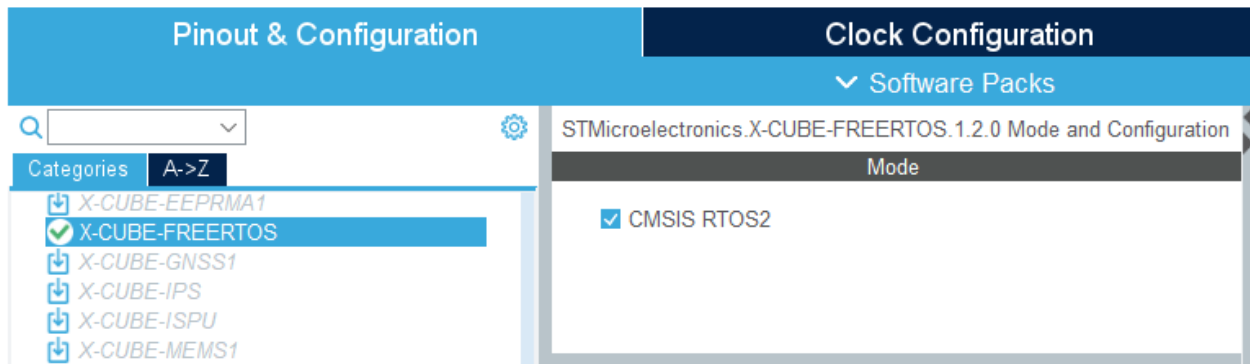 Pinout & Configuration
Clock Configuration
Software Packs
STMicroelectronics.X-CUBE-FREERTOS.1.2.0 Mode and Configuration
Categories
A->Z
Mode
X-CUBE-EEPRMA1
X-CUBE-FREERTOS
CMSIS RTOS2
X-CUBE-GNSS1
X-CUBE-IPS
X-CUBE-ISPU
X-CUBE-MEMS1